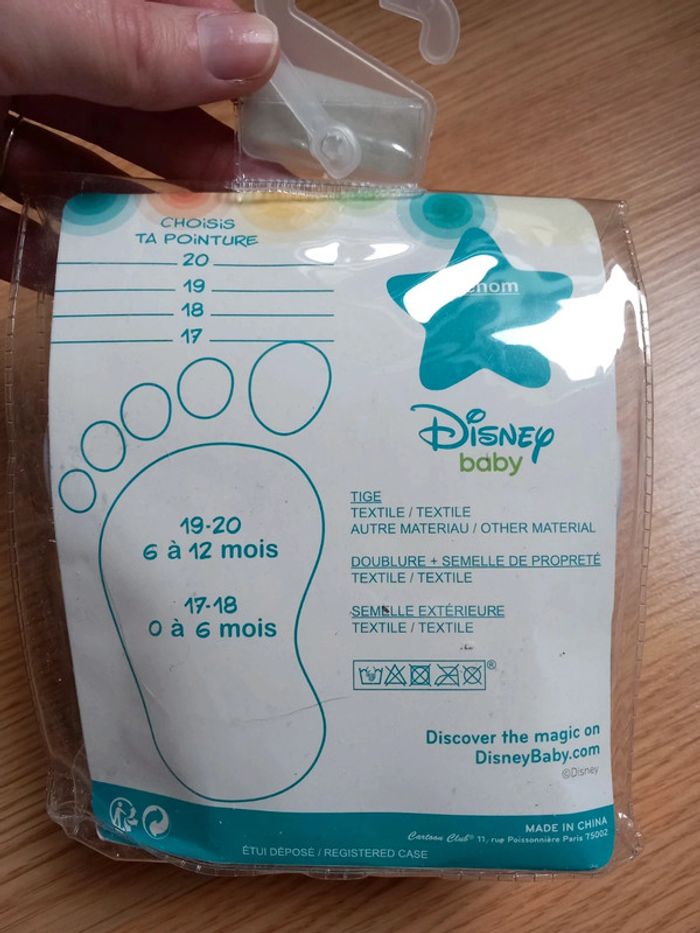 CHOISIS
TA POINTURE
20
19
18
17
19-20
6 à 12 mois
17-18
0 à 6 mois
Disney
baby
TIGE
TEXTILE / TEXTILE
AUTRE MATERIAU / OTHER MATERIAL
DOUBLURE + SEMELLE DE PROPRETÉ
TEXTILE / TEXTILE
SEMELLE EXTÉRIEURE
TEXTILE / TEXTILE
®
Discover the magic on
DisneyBaby.com
©Disney
MADE IN CHINA
Cartoon Club® 11, rue Poissonnière Paris 75002
ÉTUI DÉPOSÉ / REGISTERED CASE